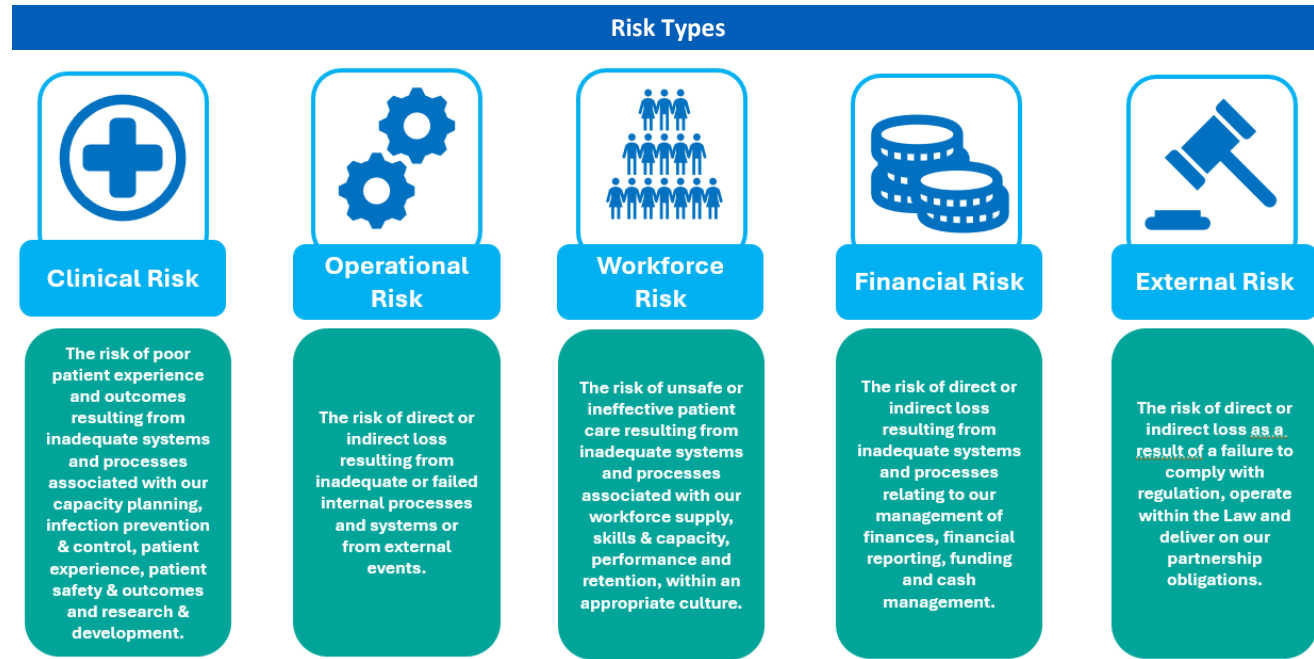 Risk Types
Clinical Risk
Operational
Risk
Workforce
Risk
Financial Risk
External Risk
The risk of poor
patient experience
and outcomes
resulting from
inadequate systems
and processes
associated with our
capacity planning,
infection prevention
& control, patient
experience, patient
safety & outcomes
and research &
development.
The risk of direct or
indirect loss
resulting from
inadequate or failed
internal processes
and systems or
from external
events.
The risk of unsafe or
ineffective patient
care resulting from
inadequate systems
and processes
associated with our
workforce supply,
skills & capacity,
performance and
retention, within an
appropriate culture.
The risk of direct or
indirect loss
resulting from
inadequate systems
and processes
relating to our
management of
finances, financial
reporting, funding
and cash
management.
The risk of direct or
indirect loss as a
result of a failure to
comply with
regulation, operate
within the Law and
deliver on our
partnership
obligations.